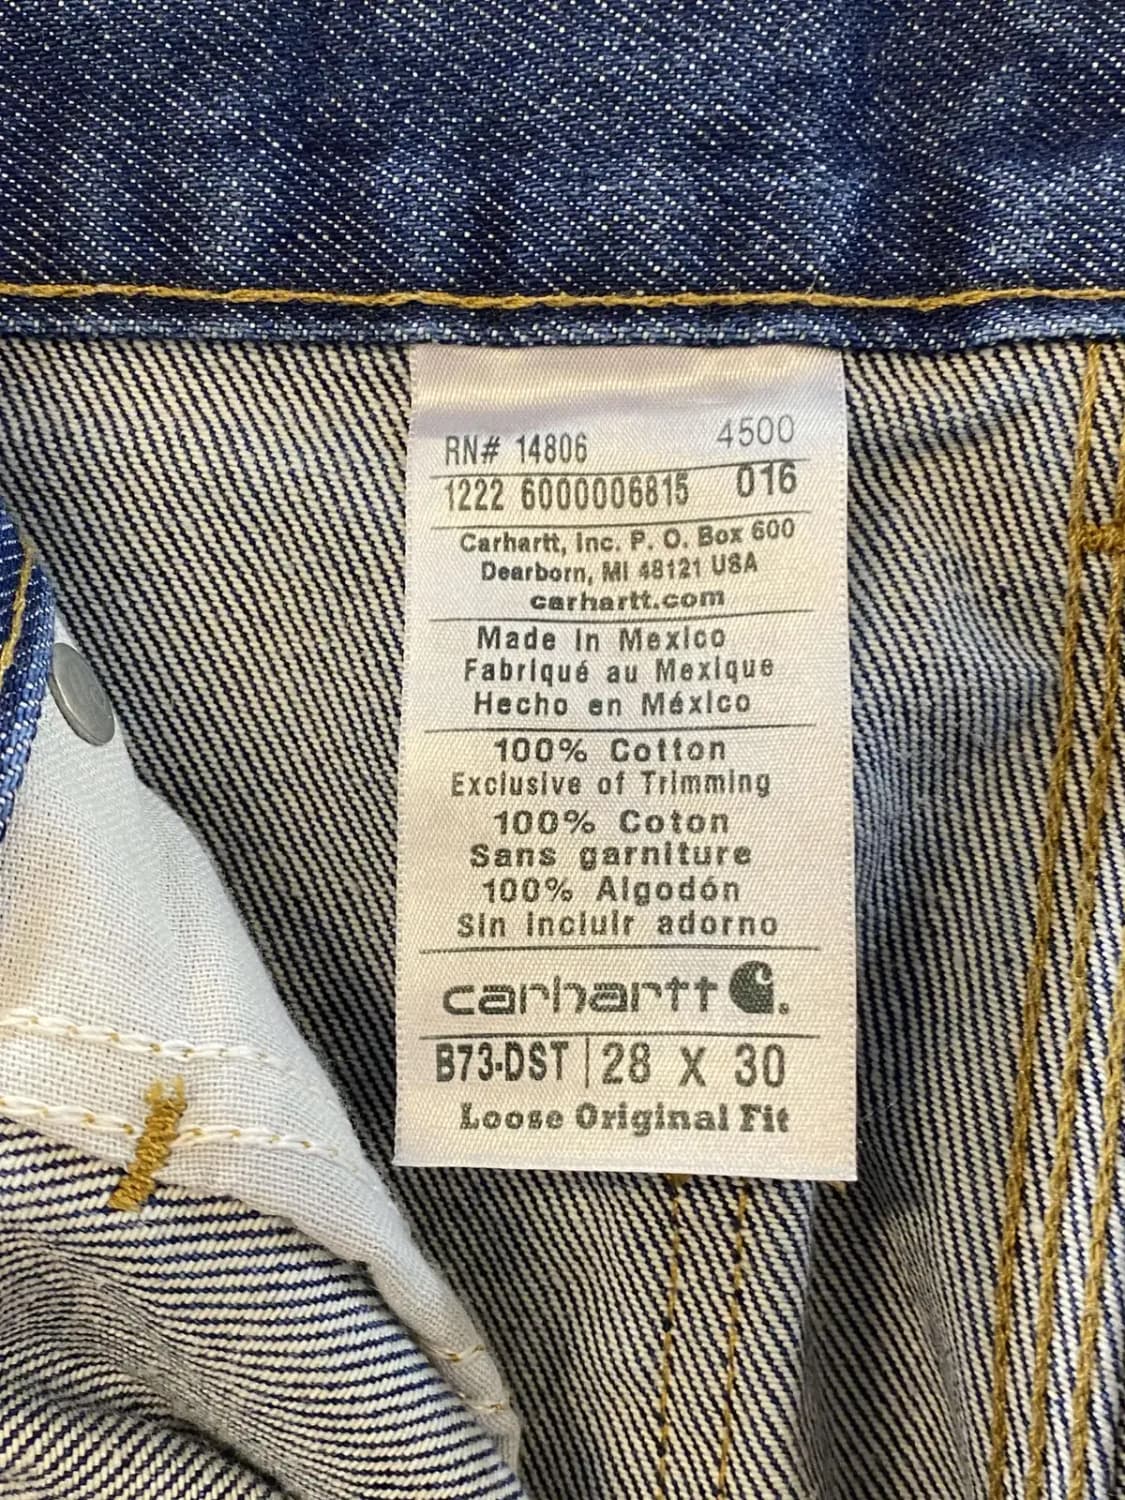 RN# 14806 4500
1222 6000006815 016
Carhartt, Inc. P. O. Box 600
Dearborn, MI 48121 USA
carhartt.com
Made In Mexico
Fabriqué au Mexique
Hecho en México
100% Cotton
Exclusive of Trimming
100% Coton
Sans garniture
100% Algodón
Sin incluir adorno
carhartt
B73-DST | 28 X 30
Loose Original Fit